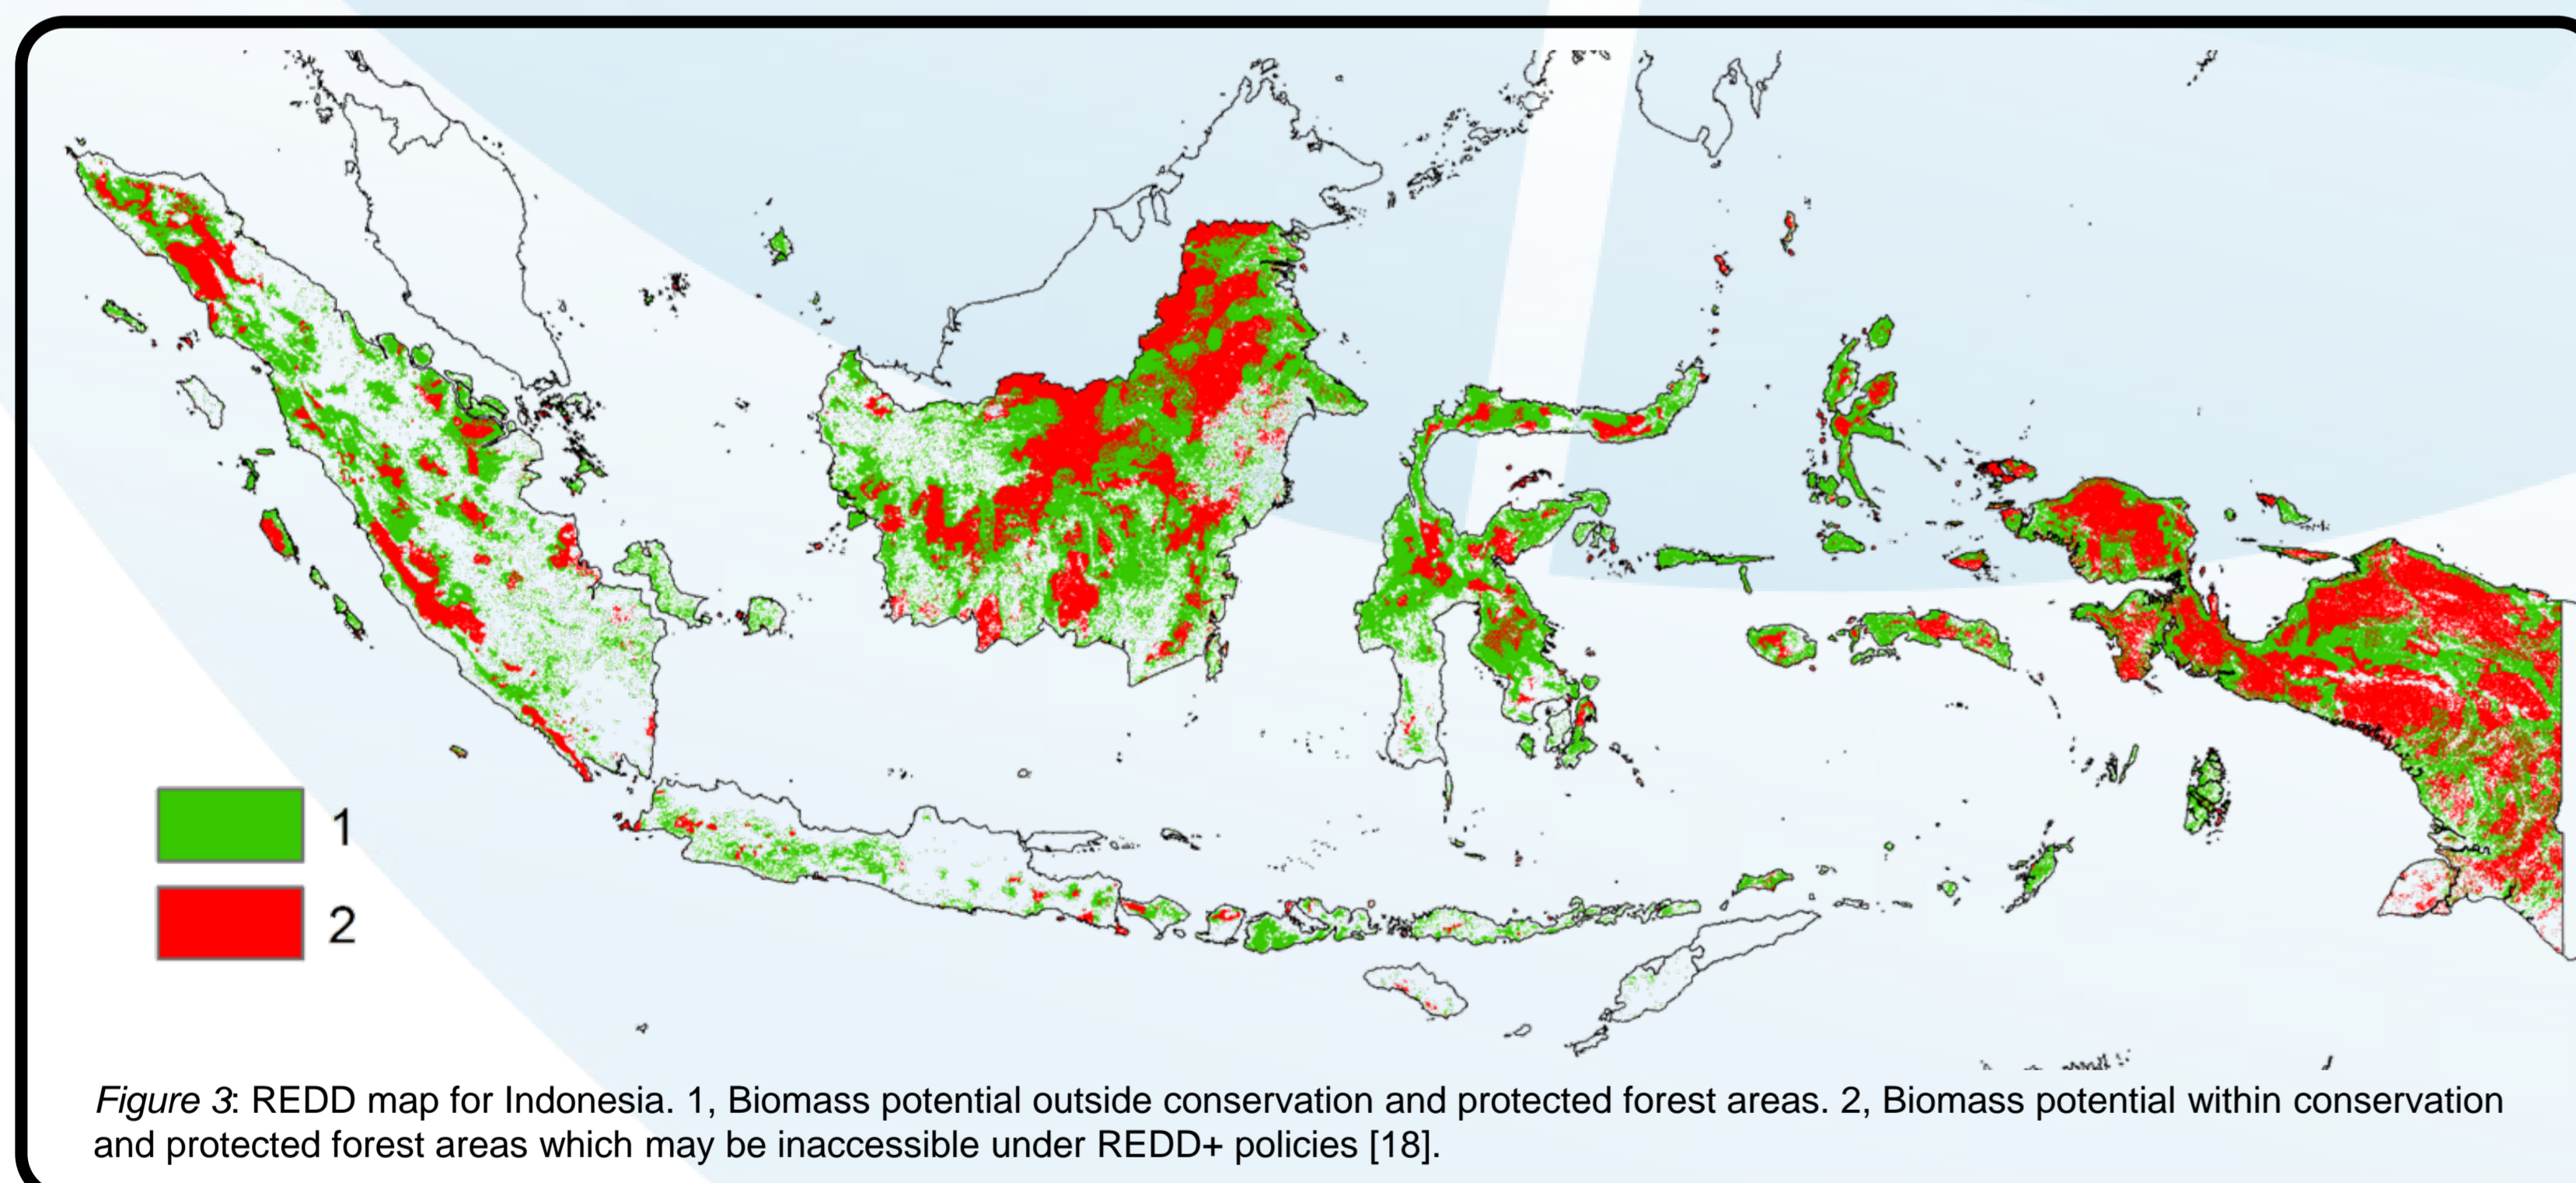 1
2
Figure 3: REDD map for Indonesia. 1, Biomass potential outside conservation and protected forest areas. 2, Biomass potential within conservation
and protected forest areas which may be inaccessible under REDD+ policies [18].